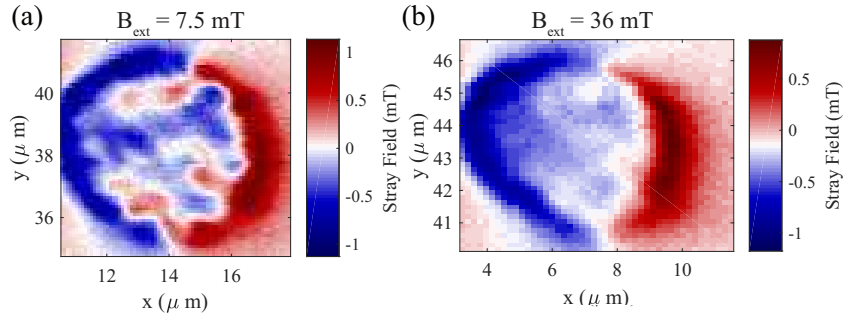 (a) B_ext = 7.5 mT
40
38
36
y (μ m)
12 14 16
x (μ m)
1
0.5
0
-0.5
-1
Stray Field (mT)
(b) B_ext = 36 mT
46
45
44
43
42
41
y (μ m)
4 6 8 10
x (μ m)
0.5
0
-0.5
-1
Stray Field (mT)